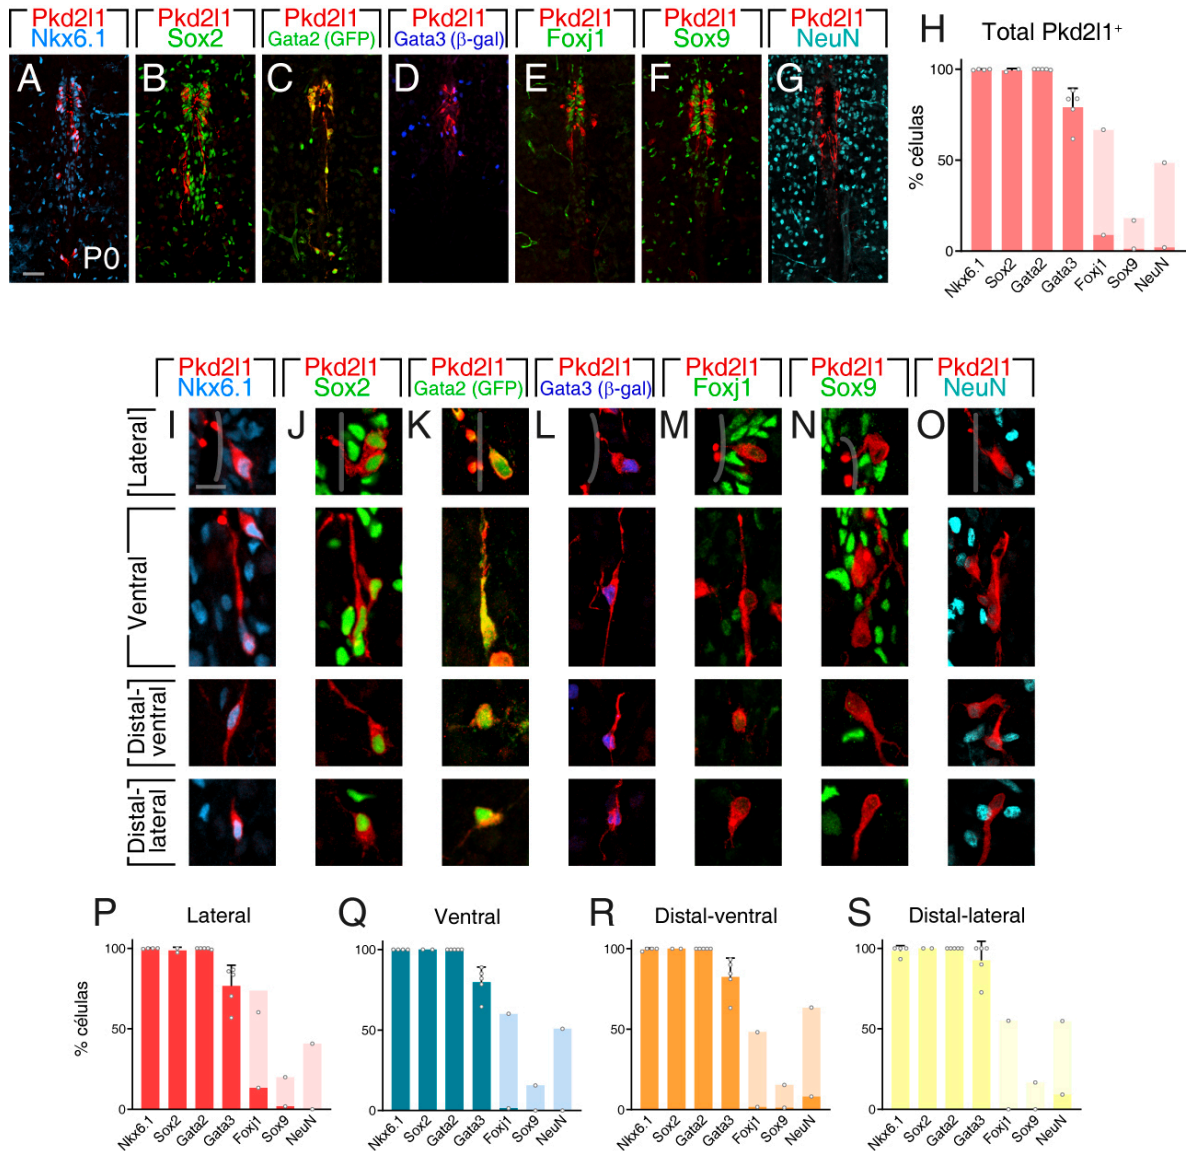 Pkd2l1 Pkd2l1 Pkd2l1 Pkd2l1 Pkd2l1 Pkd2l1 Pkd2l1
Nkx6.1 Sox2 Gata2 (GFP) Gata3 (β-gal) Foxj1 Sox9 NeuN
A B C D E F G
P0
H Total Pkd2l1+
100
50
0
% células
Nkx6.1 Sox2 Gata2 Gata3 Foxj1 Sox9 NeuN
Pkd2l1 Pkd2l1 Pkd2l1 Pkd2l1 Pkd2l1 Pkd2l1 Pkd2l1
Nkx6.1 Sox2 Gata2 (GFP) Gata3 (β-gal) Foxj1 Sox9 NeuN
I J K L M N O
Lateral
Ventral
Distal-
ventral
Distal-
lateral
P Lateral
100
50
0
% células
Nkx6.1 Sox2 Gata2 Gata3 Foxj1 Sox9 NeuN
Q Ventral
100
50
0
Nkx6.1 Sox2 Gata2 Gata3 Foxj1 Sox9 NeuN
R Distal-ventral
100
50
0
Nkx6.1 Sox2 Gata2 Gata3 Foxj1 Sox9 NeuN
S Distal-lateral
100
50
0
Nkx6.1 Sox2 Gata2 Gata3 Foxj1 Sox9 NeuN